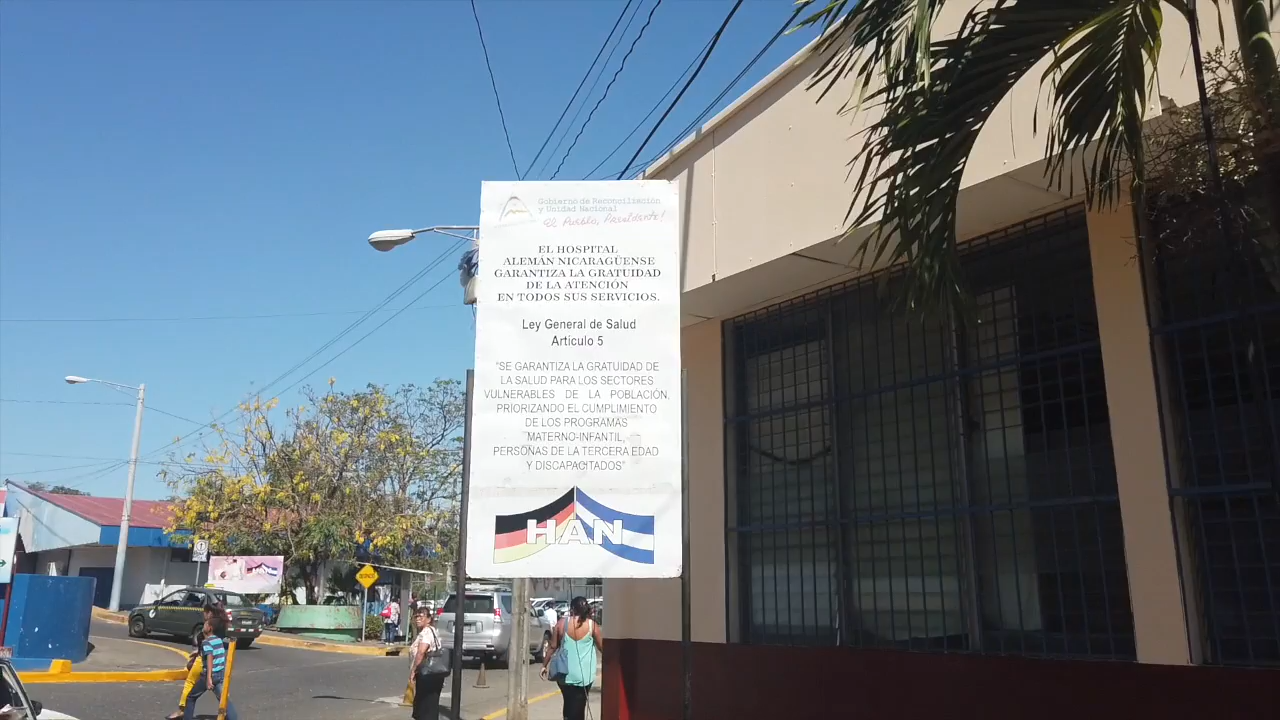 Gobierno de Reconciliación
y Unidad Nacional
El Pueblo, Presidente!
EL HOSPITAL
ALEMÁN NICARAGÜENSE
GARANTIZA LA GRATUIDAD
DE LA ATENCIÓN
EN TODOS SUS SERVICIOS.
Ley General de Salud
Artículo 5
"SE GARANTIZA LA GRATUIDAD DE
LA SALUD PARA LOS SECTORES
VULNERABLES DE LA POBLACIÓN,
PRIORIZANDO EL CUMPLIMIENTO
DE LOS PROGRAMAS
MATERNO-INFANTIL,
PERSONAS DE LA TERCERA EDAD
Y DISCAPACITADOS"
HAN